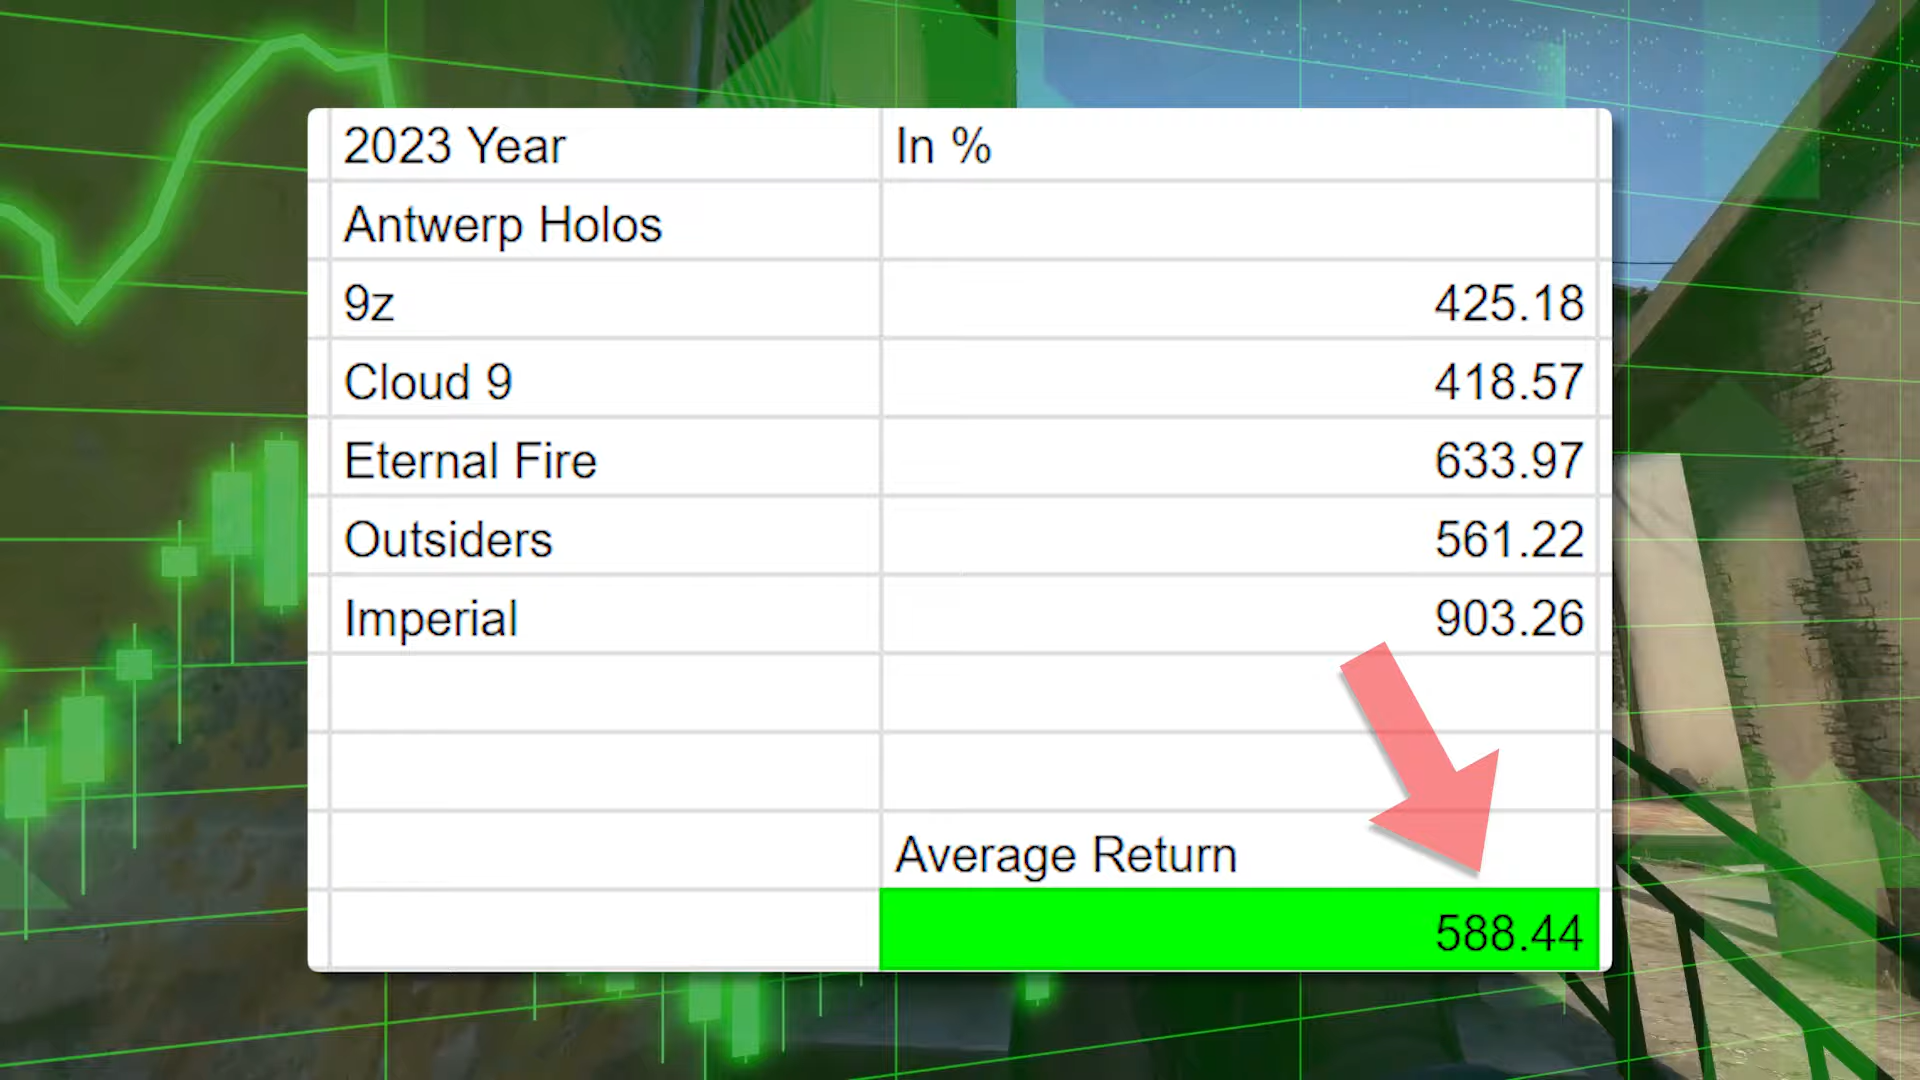 2023 Year In %
Antwerp Holos
9z 425.18
Cloud 9 418.57
Eternal Fire 633.97
Outsiders 561.22
Imperial 903.26
Average Return
588.44